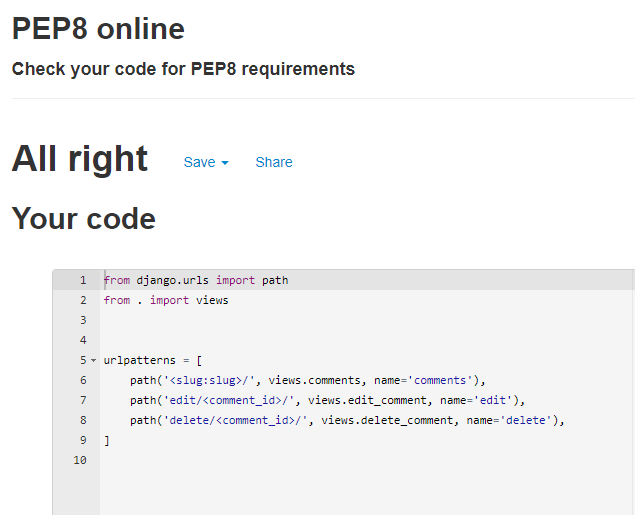 PEP8 online
Check your code for PEP8 requirements
All right Save Share
Your code
1 from django.urls import path
2 from . import views
3
4
5 urlpatterns = [
6     path('<slug:slug>/', views.comments, name='comments'),
7     path('edit/<comment_id>/', views.edit_comment, name='edit'),
8     path('delete/<comment_id>/', views.delete_comment, name='delete'),
9 ]
10